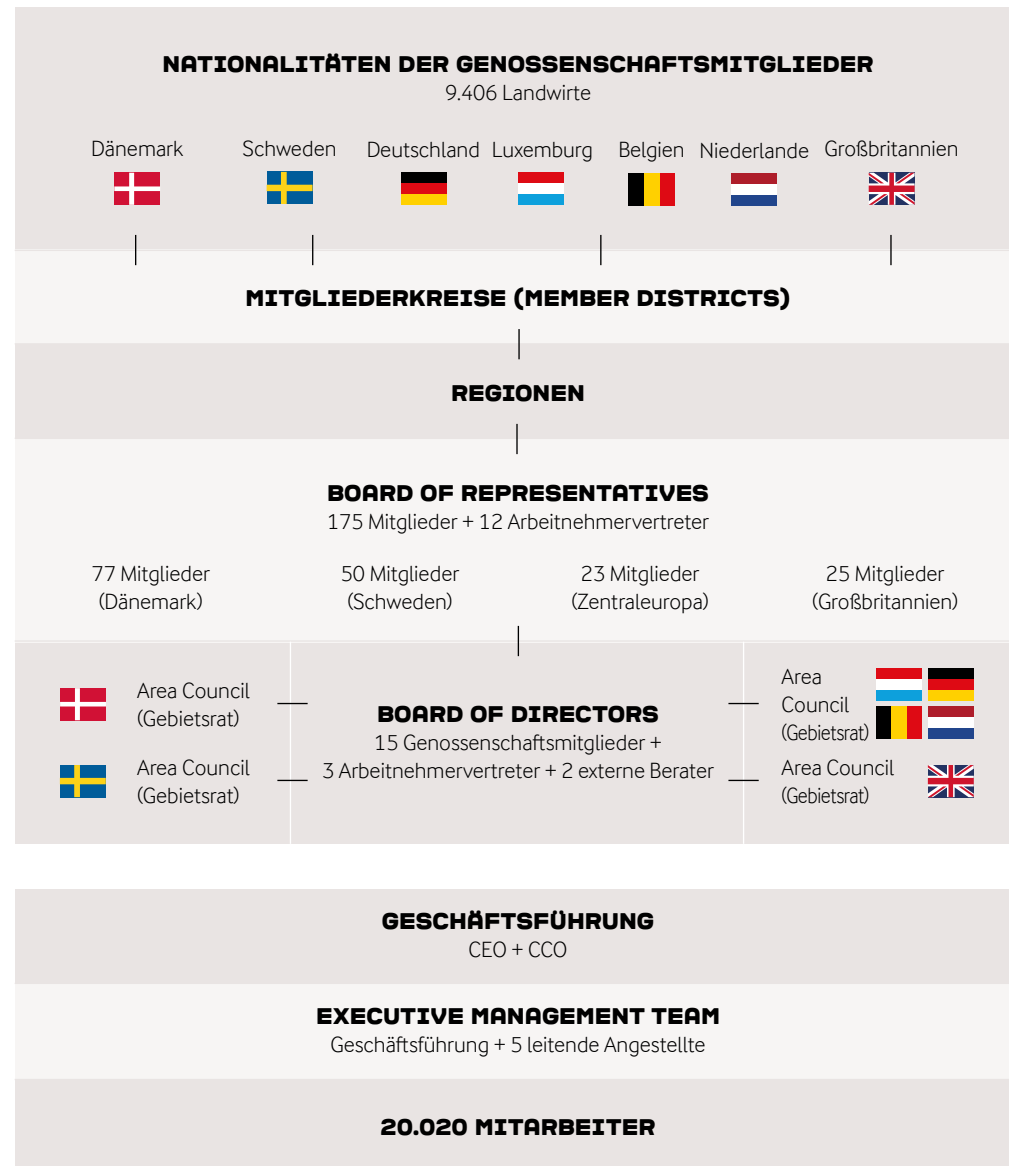 NATIONALITÄTEN DER GENOSSENSCHAFTSMITGLIEDER
9.406 Landwirte
Dänemark Schweden Deutschland Luxemburg Belgien Niederlande Großbritannien
MITGLIEDERKREISE (MEMBER DISTRICTS)
REGIONEN
BOARD OF REPRESENTATIVES
175 Mitglieder + 12 Arbeitnehmervertreter
77 Mitglieder
(Dänemark)
50 Mitglieder
(Schweden)
23 Mitglieder
(Zentraleuropa)
25 Mitglieder
(Großbritannien)
Area Council
(Gebietsrat)
Area Council
(Gebietsrat)
BOARD OF DIRECTORS
15 Genossenschaftsmitglieder +
3 Arbeitnehmervertreter + 2 externe Berater
Area
Council
(Gebietsrat)
Area Council
(Gebietsrat)
GESCHÄFTSFÜHRUNG
CEO + CCO
EXECUTIVE MANAGEMENT TEAM
Geschäftsführung + 5 leitende Angestellte
20.020 MITARBEITER